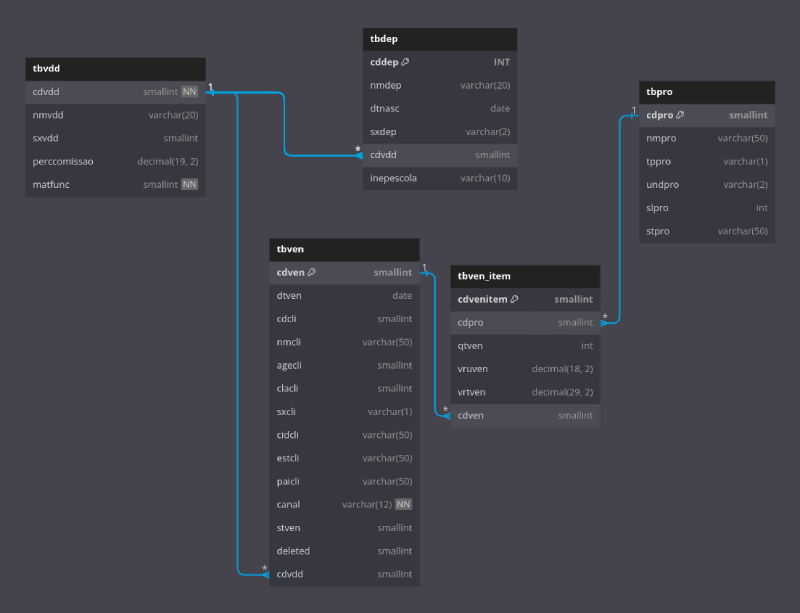 tbvdd
cdvdd smallint NN
nmvdd varchar(20)
sxvdd smallint
perccomissao decimal(19, 2)
matfunc smallint NN
1
tbdep
cddep INT
nmdep varchar(20)
dtnasc date
sxdep varchar(2)
* cdvdd smallint
inepescola varchar(10)
tbpro
1 cdpro smallint
nmpro varchar(50)
tppro varchar(1)
undpro varchar(2)
slpro int
stpro varchar(50)
tbven
cdven smallint 1
dtven date
cdcli smallint
nmcli varchar(50)
agecli smallint
clacli smallint
sxcli varchar(1)
cidcli varchar(50)
estcli varchar(50)
paicli varchar(50)
canal varchar(12) NN
stven smallint
deleted smallint
* cdvdd smallint
tbven_item
cdvenitem smallint
cdpro smallint *
qtven int
vruven decimal(18, 2)
vrtven decimal(29, 2)
* cdven smallint